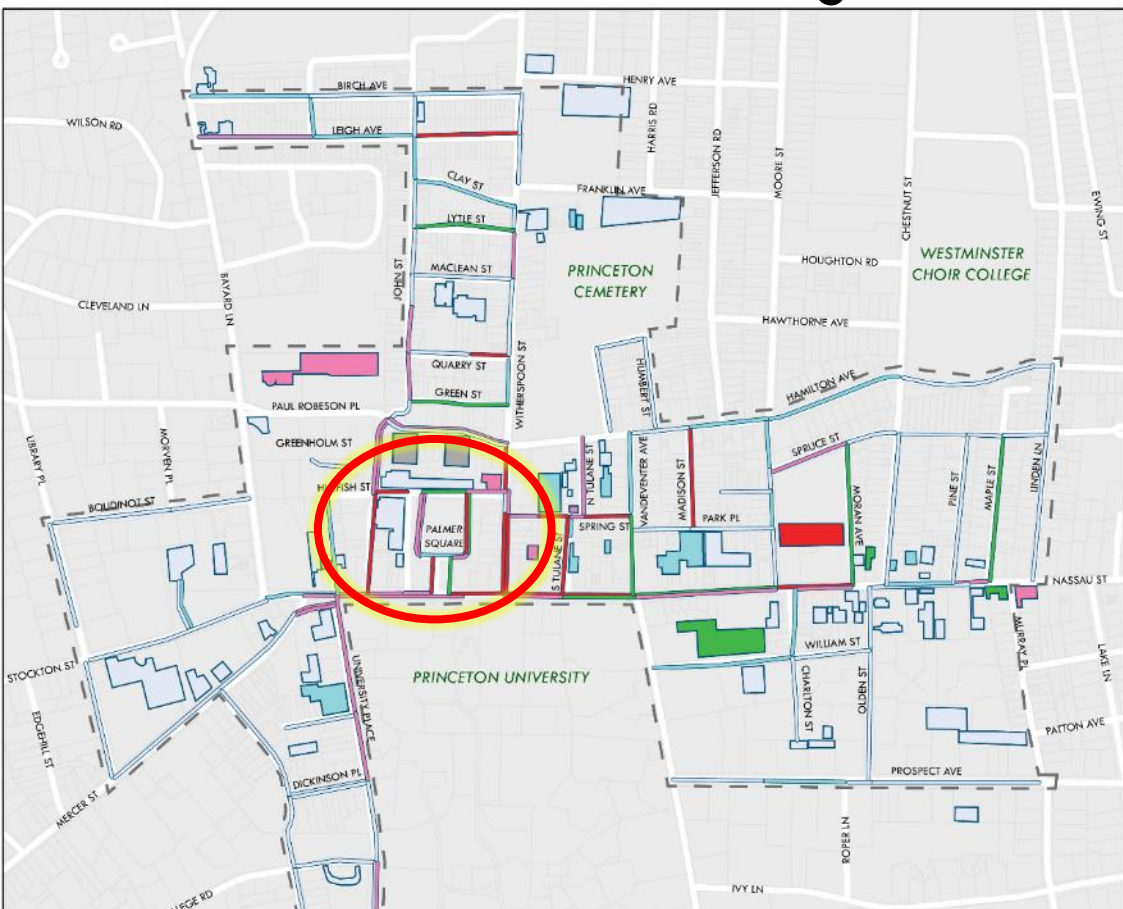 BIRCH AVE
HENRY AVE
WILSON RD
LEIGH AVE
HARRIS RD
JEFFERSON RD
MOORE ST
CHESTNUT ST
EWING ST
CLAY ST
FRANKLIN AVE
LYTLE ST
JOHN ST
MACLEAN ST
PRINCETON
CEMETERY
HOUGHTON RD
WESTMINSTER
CHOIR COLLEGE
BAYARD LN
CLEVELAND LN
HAWTHORNE AVE
WITHERSPOON ST
QUARRY ST
HUMBERT ST
HAMILTON AVE
GREEN ST
PAUL ROBESON PL
LIBRARY PL
MORVEN PL
GREENHOLM ST
N TULANE ST
VANDEVENTER AVE
MADISON ST
SPRUCE ST
MORAN AVE
PINE ST
MAPLE ST
LINDEN LN
FISH ST
BOUDINOT ST
PALMER
SQUARE
SPRING ST
PARK PL
S TULANE ST
NASSAU ST
STOCKTON ST
UNIVERSITY PLACE
PRINCETON UNIVERSITY
WILLIAM ST
CHARLTON ST
OLDEN ST
MURRAY PL
LAKE LN
EDGEHILL ST
PATTON AVE
MERCER ST
DICKINSON PL
PROSPECT AVE
ROPER LN
EGE RD
IVY LN